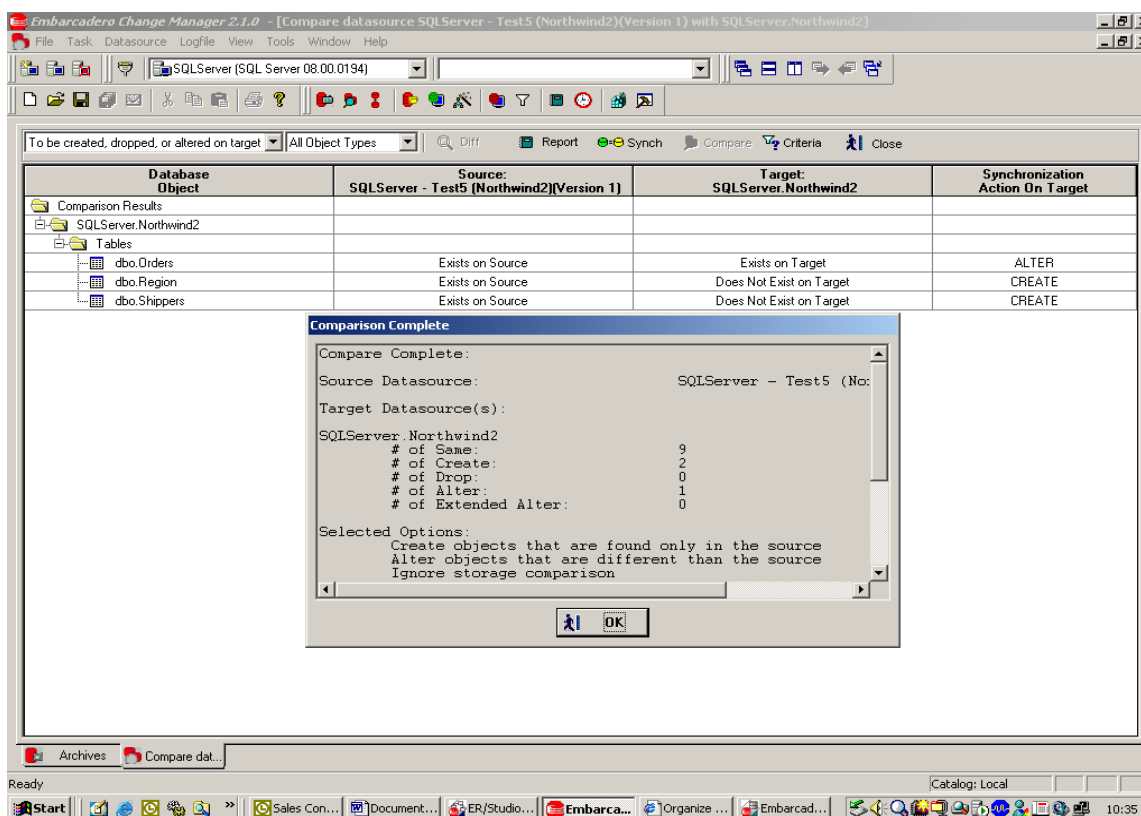 Embarcadero Change Manager 2.1.0 - [Compare datasource SQLServer - Test5 (Northwind2)(Version 1) with SQLServer.Northwind2]
File Task Datasource Logfile View Tools Window Help
SQLServer (SQL Server 08.00.0194)
To be created, dropped, or altered on target All Object Types Diff Report Synch Compare Criteria Close
Database Object Source: SQLServer - Test5 (Northwind2)(Version 1) Target: SQLServer.Northwind2 Synchronization Action On Target
Comparison Results
SQLServer.Northwind2
Tables
dbo.Orders Exists on Source Exists on Target ALTER
dbo.Region Exists on Source Does Not Exist on Target CREATE
dbo.Shippers Exists on Source Does Not Exist on Target CREATE
Comparison Complete
Compare Complete:
Source Datasource: SQLServer - Test5 (No
Target Datasource(s):
SQLServer.Northwind2
# of Same: 9
# of Create: 2
# of Drop: 0
# of Alter: 1
# of Extended Alter: 0
Selected Options:
Create objects that are found only in the source
Alter objects that are different than the source
Ignore storage comparison
OK
Archives Compare dat...
Ready Catalog: Local
Start » Sales Con... Document... ER/Studio... Embarca... Organize ... Embarcad... 10:35